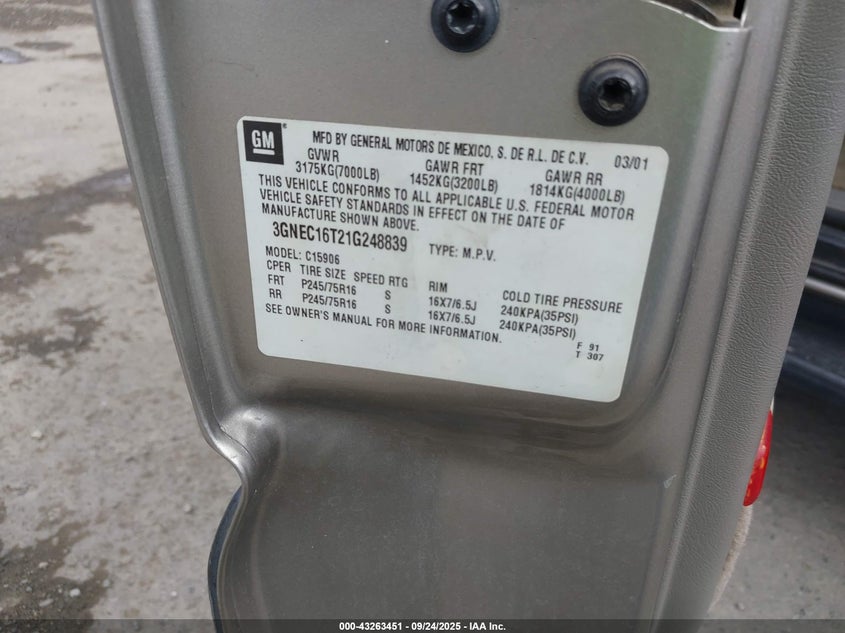 GM ® MFD BY GENERAL MOTORS DE MEXICO, S. DE R.L. DE C.V. 03/01
GVWR GAWR FRT GAWR RR
3175KG(7000LB) 1452KG(3200LB) 1814KG(4000LB)
THIS VEHICLE CONFORMS TO ALL APPLICABLE U.S. FEDERAL MOTOR
VEHICLE SAFETY STANDARDS IN EFFECT ON THE DATE OF
MANUFACTURE SHOWN ABOVE.
3GNEC16T21G248839 TYPE: M.P.V.
MODEL: C15906
CPER TIRE SIZE SPEED RTG RIM COLD TIRE PRESSURE
FRT P245/75R16 S 16X7/6.5J 240KPA(35PSI)
RR P245/75R16 S 16X7/6.5J 240KPA(35PSI)
SEE OWNER'S MANUAL FOR MORE INFORMATION.
F 91
T 307
000-43263451 - 09/24/2025 - IAA Inc.